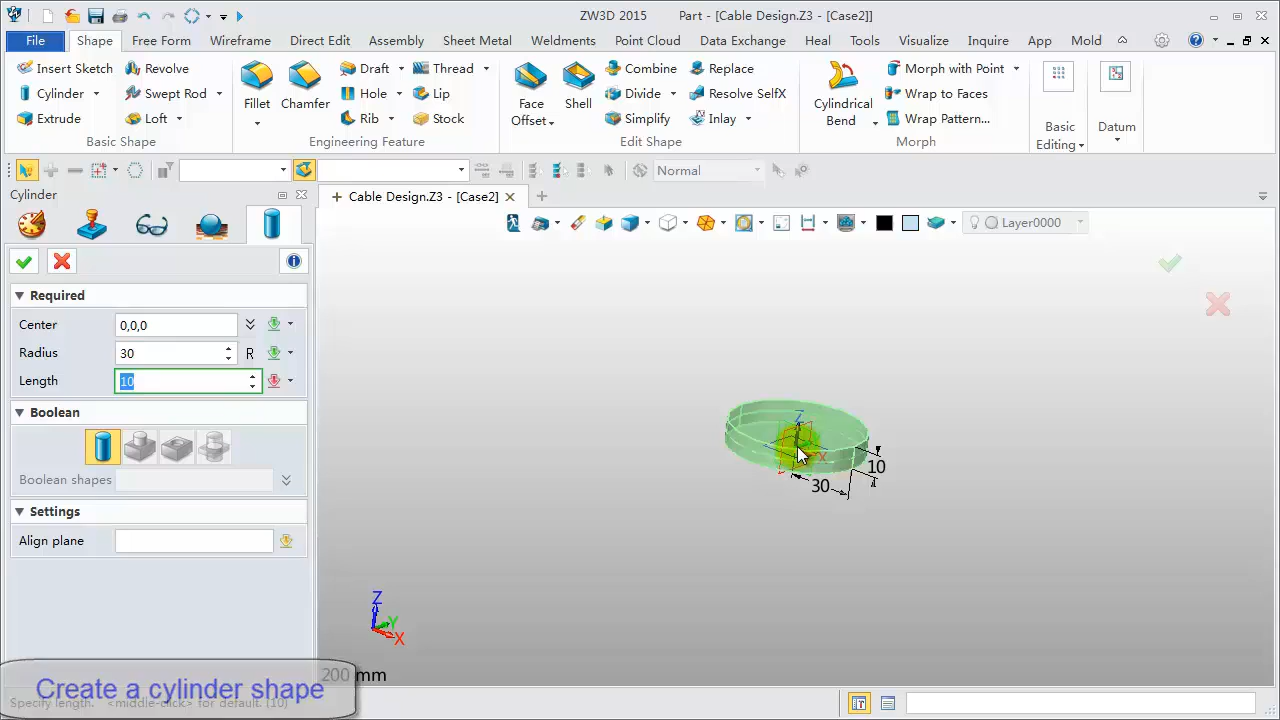 ZW3D 2015 Part - [Cable Design.Z3 - [Case2]]
File Shape Free Form Wireframe Direct Edit Assembly Sheet Metal Weldments Point Cloud Data Exchange Heal Tools Visualize Inquire App Mold
Insert Sketch Revolve Draft Thread Combine Replace Morph with Point
Cylinder Swept Rod Hole Lip Divide Resolve SelfX Wrap to Faces
Extrude Loft Rib Stock Simplify Inlay Wrap Pattern...
Fillet Chamfer Face Offset Shell Cylindrical Bend Basic Editing Datum
Basic Shape Engineering Feature Edit Shape Morph
Normal
Cylinder
Cable Design.Z3 - [Case2]
Layer0000
Required
Center 0,0,0
Radius 30 R
Length 10
Boolean
Boolean shapes
Settings
Align plane
Z
X
10
30
Z
Y
X
200 mm
Create a cylinder shape
Specify length. <middle-click> for default. (10)